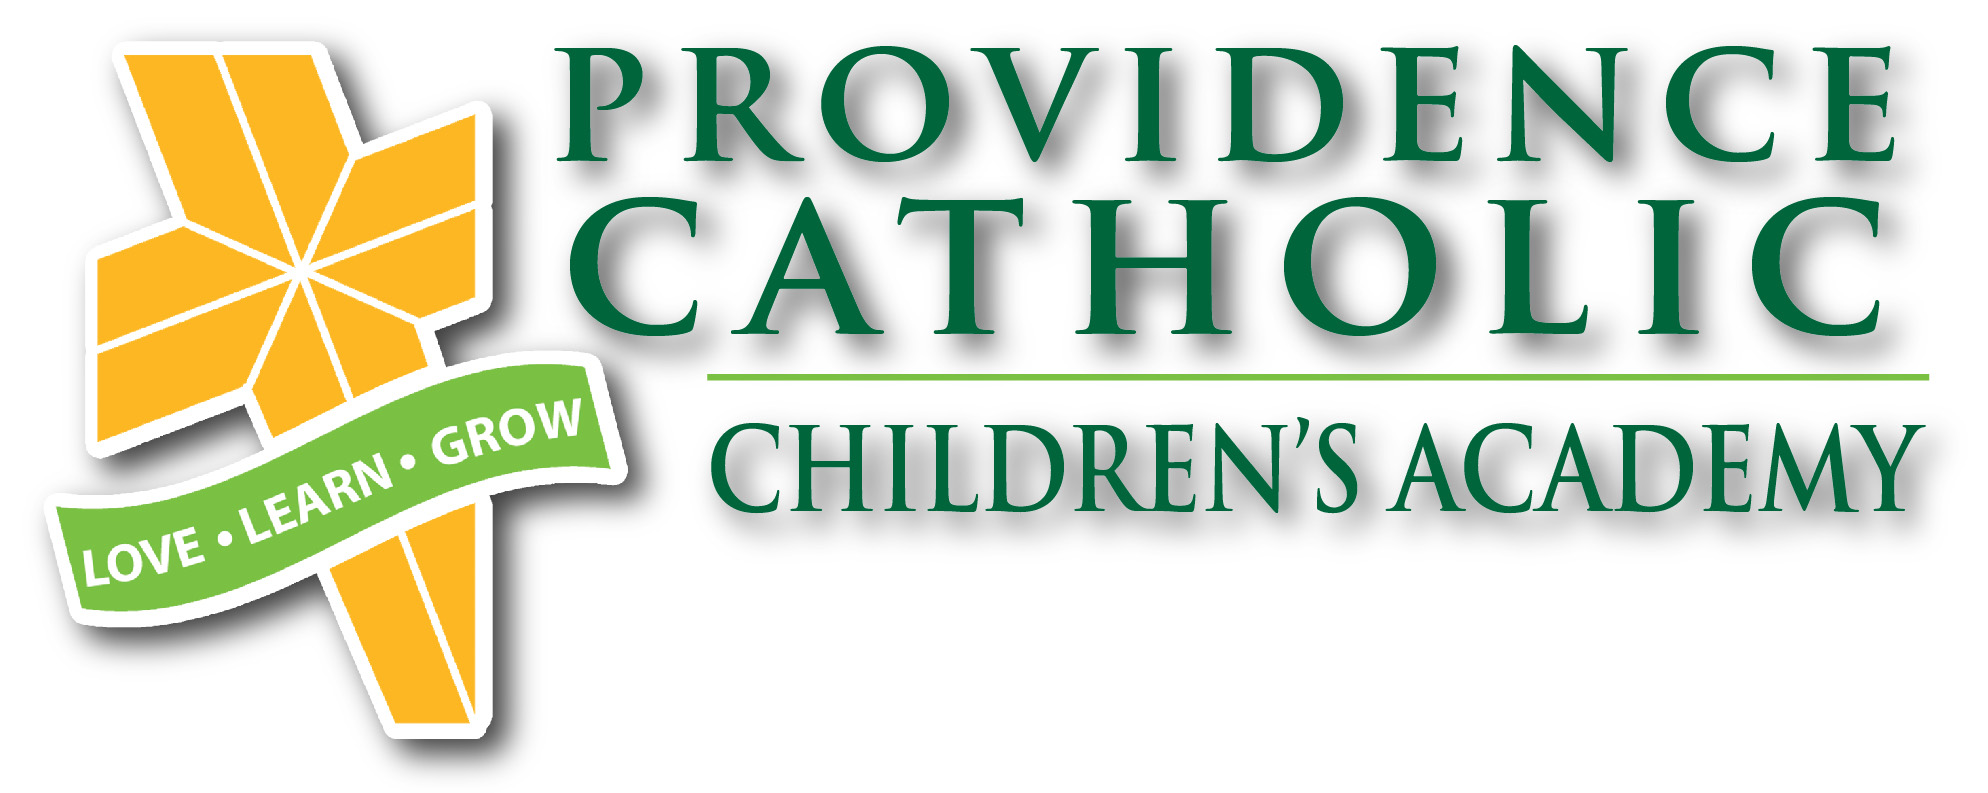 PROVIDENCE
CATHOLIC
CHILDREN’S ACADEMY
LOVE • LEARN • GROW